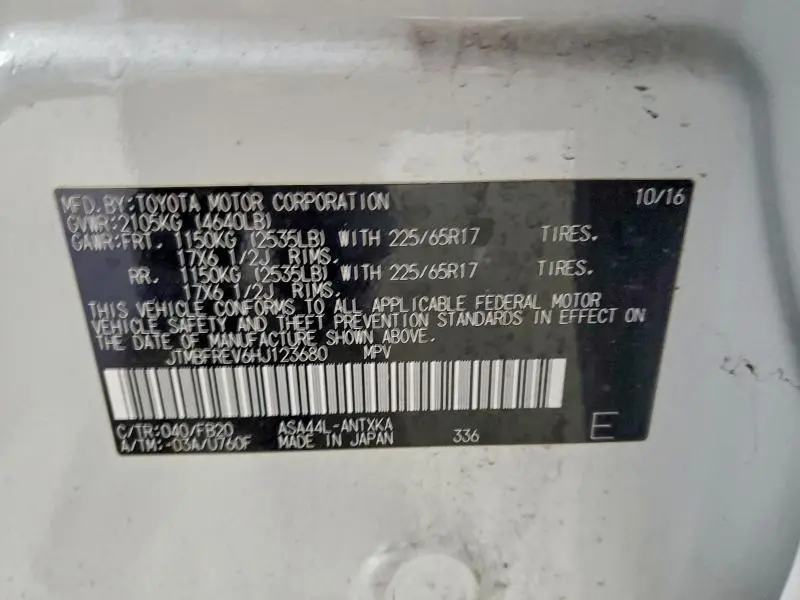 MFD. BY: TOYOTA MOTOR CORPORATION 10/16
GVWR: 2105KG (4640LB)
GAWR: FRT. 1150KG (2535LB) WITH 225/65R17 TIRES.
17X6 1/2J RIMS.
RR. 1150KG (2535LB) WITH 225/65R17 TIRES.
17X6 1/2J RIMS.
THIS VEHICLE CONFORMS TO ALL APPLICABLE FEDERAL MOTOR
VEHICLE SAFETY AND THEFT PREVENTION STANDARDS IN EFFECT ON
THE DATE OF MANUFACTURE SHOWN ABOVE.
JTMBFREV6HJ123680 MPV
C/TR: 040/FB20 ASA44L-ANTXKA
A/TM: -03A/U760F MADE IN JAPAN 336 E